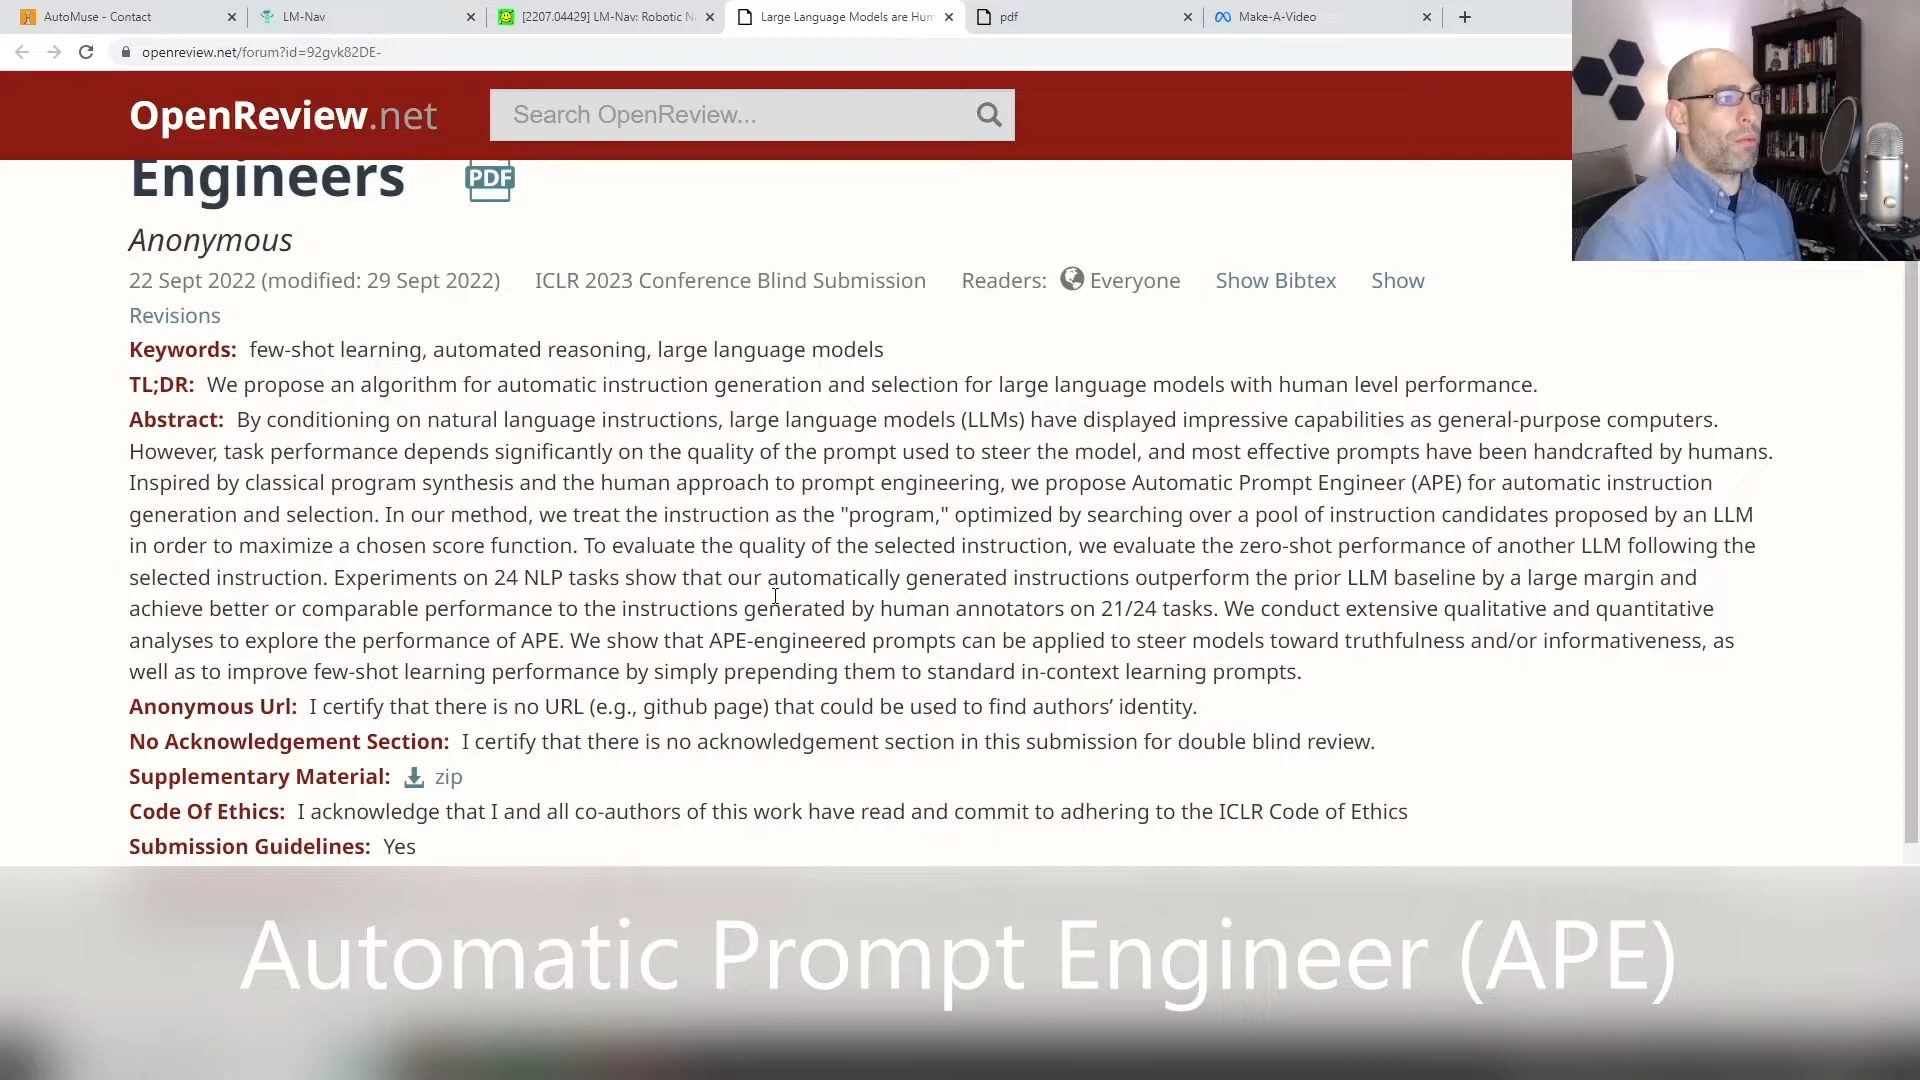 AutoMuse - Contact
LM-Nav
[2207.04429] LM-Nav: Robotic N
Large Language Models are Hum
pdf
Make-A-Video
openreview.net/forum?id=92gvk82DE-
OpenReview.net
Search OpenReview...
Engineers
PDF
Anonymous
22 Sept 2022 (modified: 29 Sept 2022) ICLR 2023 Conference Blind Submission Readers: Everyone Show Bibtex Show
Revisions
Keywords: few-shot learning, automated reasoning, large language models
TL;DR: We propose an algorithm for automatic instruction generation and selection for large language models with human level performance.
Abstract: By conditioning on natural language instructions, large language models (LLMs) have displayed impressive capabilities as general-purpose computers.
However, task performance depends significantly on the quality of the prompt used to steer the model, and most effective prompts have been handcrafted by humans.
Inspired by classical program synthesis and the human approach to prompt engineering, we propose Automatic Prompt Engineer (APE) for automatic instruction
generation and selection. In our method, we treat the instruction as the "program," optimized by searching over a pool of instruction candidates proposed by an LLM
in order to maximize a chosen score function. To evaluate the quality of the selected instruction, we evaluate the zero-shot performance of another LLM following the
selected instruction. Experiments on 24 NLP tasks show that our automatically generated instructions outperform the prior LLM baseline by a large margin and
achieve better or comparable performance to the instructions generated by human annotators on 21/24 tasks. We conduct extensive qualitative and quantitative
analyses to explore the performance of APE. We show that APE-engineered prompts can be applied to steer models toward truthfulness and/or informativeness, as
well as to improve few-shot learning performance by simply prepending them to standard in-context learning prompts.
Anonymous Url: I certify that there is no URL (e.g., github page) that could be used to find authors’ identity.
No Acknowledgement Section: I certify that there is no acknowledgement section in this submission for double blind review.
Supplementary Material: zip
Code Of Ethics: I acknowledge that I and all co-authors of this work have read and commit to adhering to the ICLR Code of Ethics
Submission Guidelines: Yes
Automatic Prompt Engineer (APE)